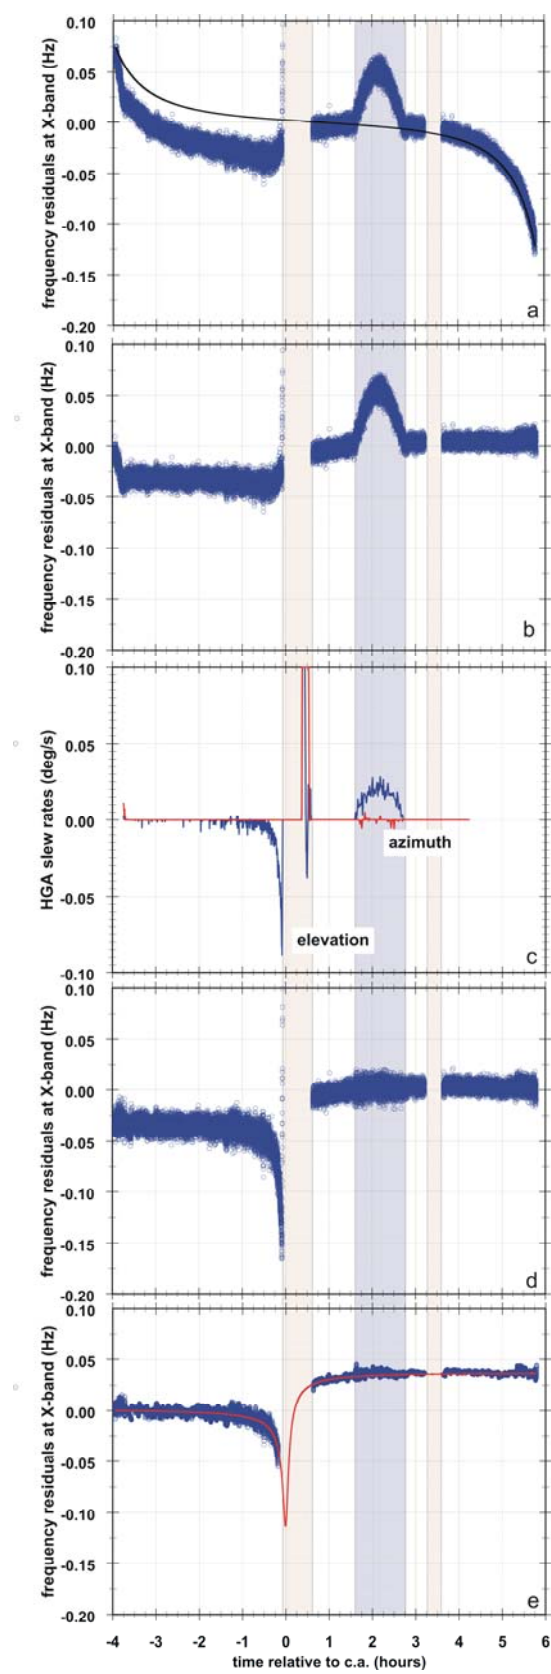 frequency residuals at X-band (Hz)
0.10
0.05
0.00
-0.05
-0.10
-0.15
-0.20
a
frequency residuals at X-band (Hz)
0.10
0.05
0.00
-0.05
-0.10
-0.15
-0.20
b
HGA slew rates (deg/s)
0.10
0.05
0.00
-0.05
0.10
azimuth
elevation
c
frequency residuals at X-band (Hz)
0.10
0.05
0.00
-0.05
-0.10
-0.15
-0.20
d
frequency residuals at X-band (Hz)
0.10
0.05
0.00
-0.05
-0.10
-0.15
-0.20
e
-4 -3 -2 -1 0 1 2 3 4 5 6
time relative to c.a. (hours)